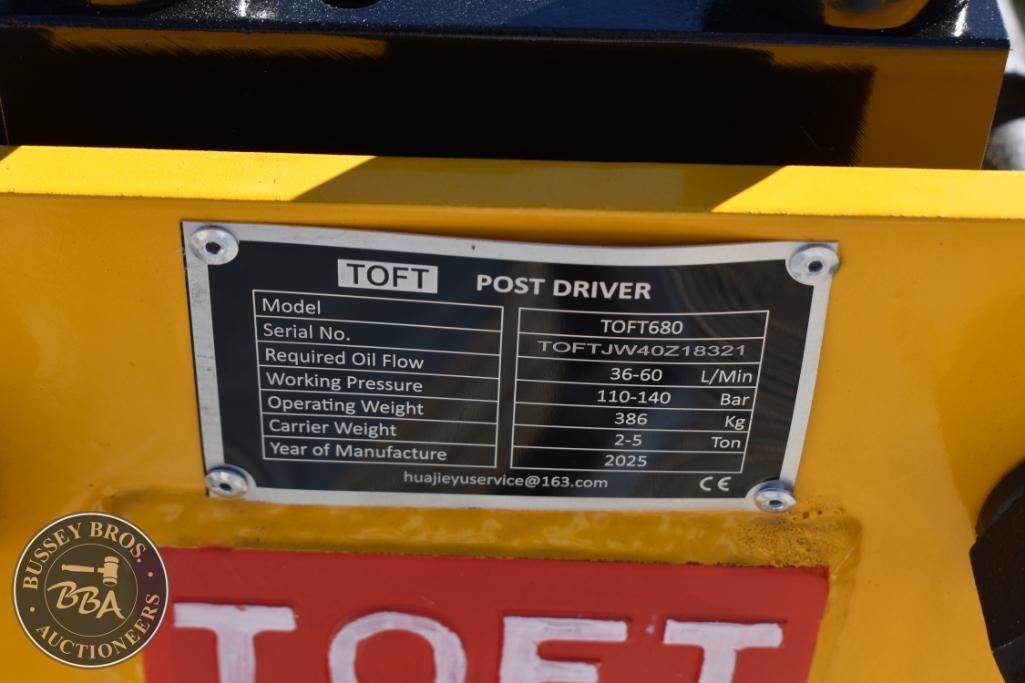 TOFT POST DRIVER
Model TOFT680
Serial No. TOFTJW40Z18321
Required Oil Flow 36-60 L/Min
Working Pressure 110-140 Bar
Operating Weight 386 Kg
Carrier Weight 2-5 Ton
Year of Manufacture 2025
huajieyuservice@163.com CE
TOFT
BUSSEY BROS.
BBA
AUCTIONEERS